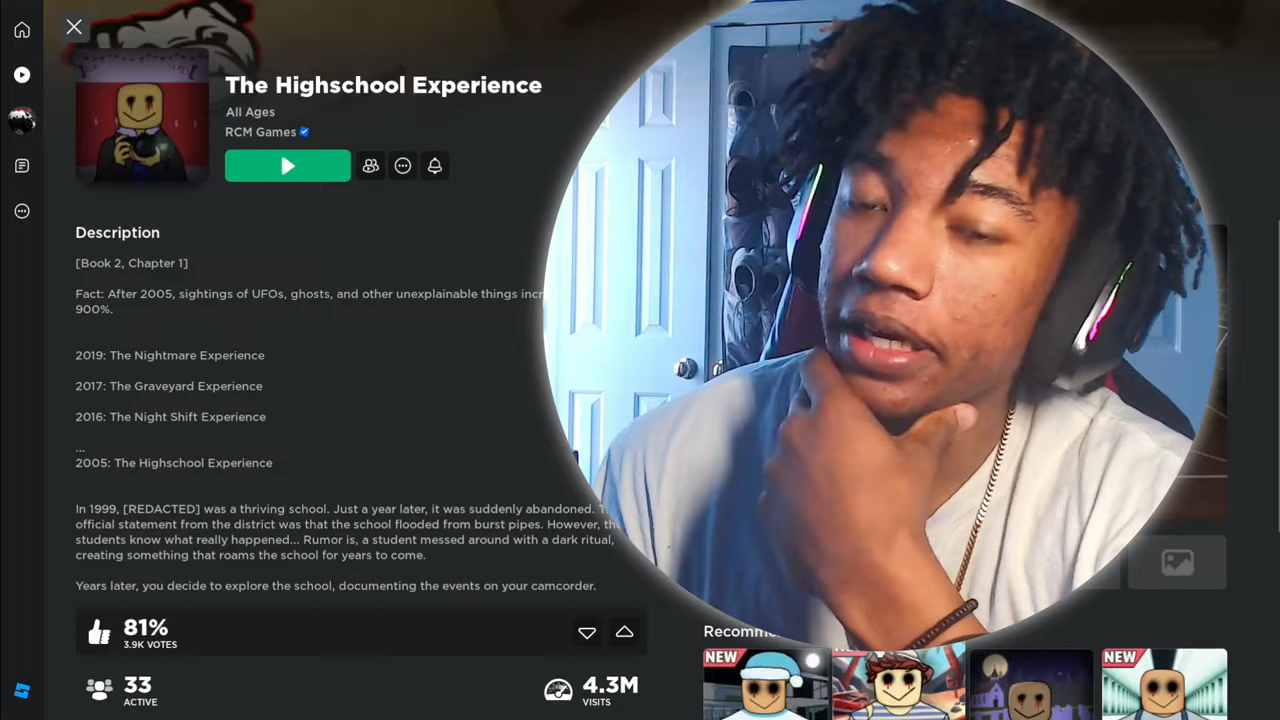 The Highschool Experience
All Ages
RCM Games
Description
[Book 2, Chapter 1]
Fact: After 2005, sightings of UFOs, ghosts, and other unexplainable things
900%.
2019: The Nightmare Experience
2017: The Graveyard Experience
2016: The Night Shift Experience
...
2005: The Highschool Experience
In 1999, [REDACTED] was a thriving school. Just a year later, it was suddenly abandoned.
official statement from the district was that the school flooded from burst pipes. However,
students know what really happened... Rumor is, a student messed around with a dark ritual,
creating something that roams the school for years to come.
Years later, you decide to explore the school, documenting the events on your camcorder.
81%
3.9K VOTES
33
ACTIVE
4.3M
VISITS
NEW
NEW